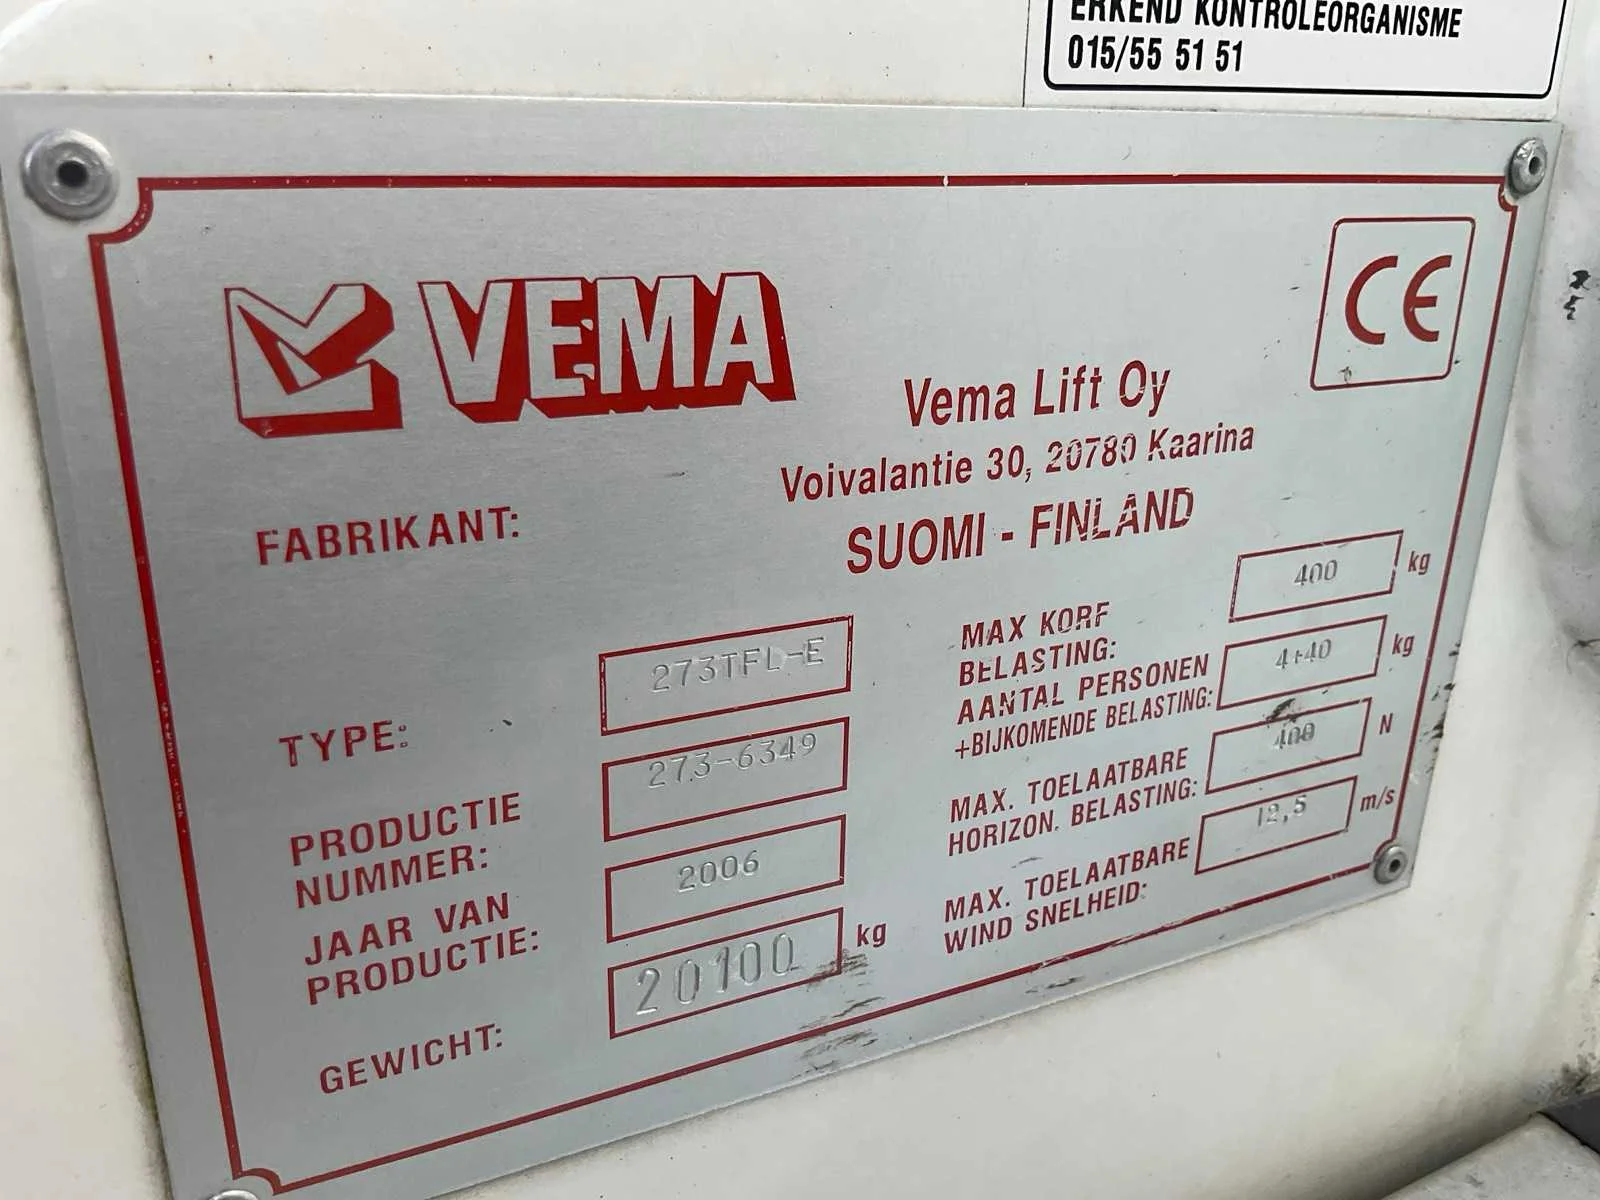 ERKEND KONTROLEORGANISME
015/55 51 51
VEMA
CE
Vema Lift Oy
Voivalantie 30, 20780 Kaarina
SUOMI - FINLAND
FABRIKANT:
TYPE:
273TFL-E
PRODUCTIE
NUMMER:
273-6349
JAAR VAN
PRODUCTIE:
2006
GEWICHT:
20100 kg
MAX KORF
BELASTING:
400 kg
AANTAL PERSONEN
+BIJKOMENDE BELASTING:
4+40 kg
MAX. TOELAATBARE
HORIZON. BELASTING:
400 N
MAX. TOELAATBARE
WIND SNELHEID:
12,5 m/s